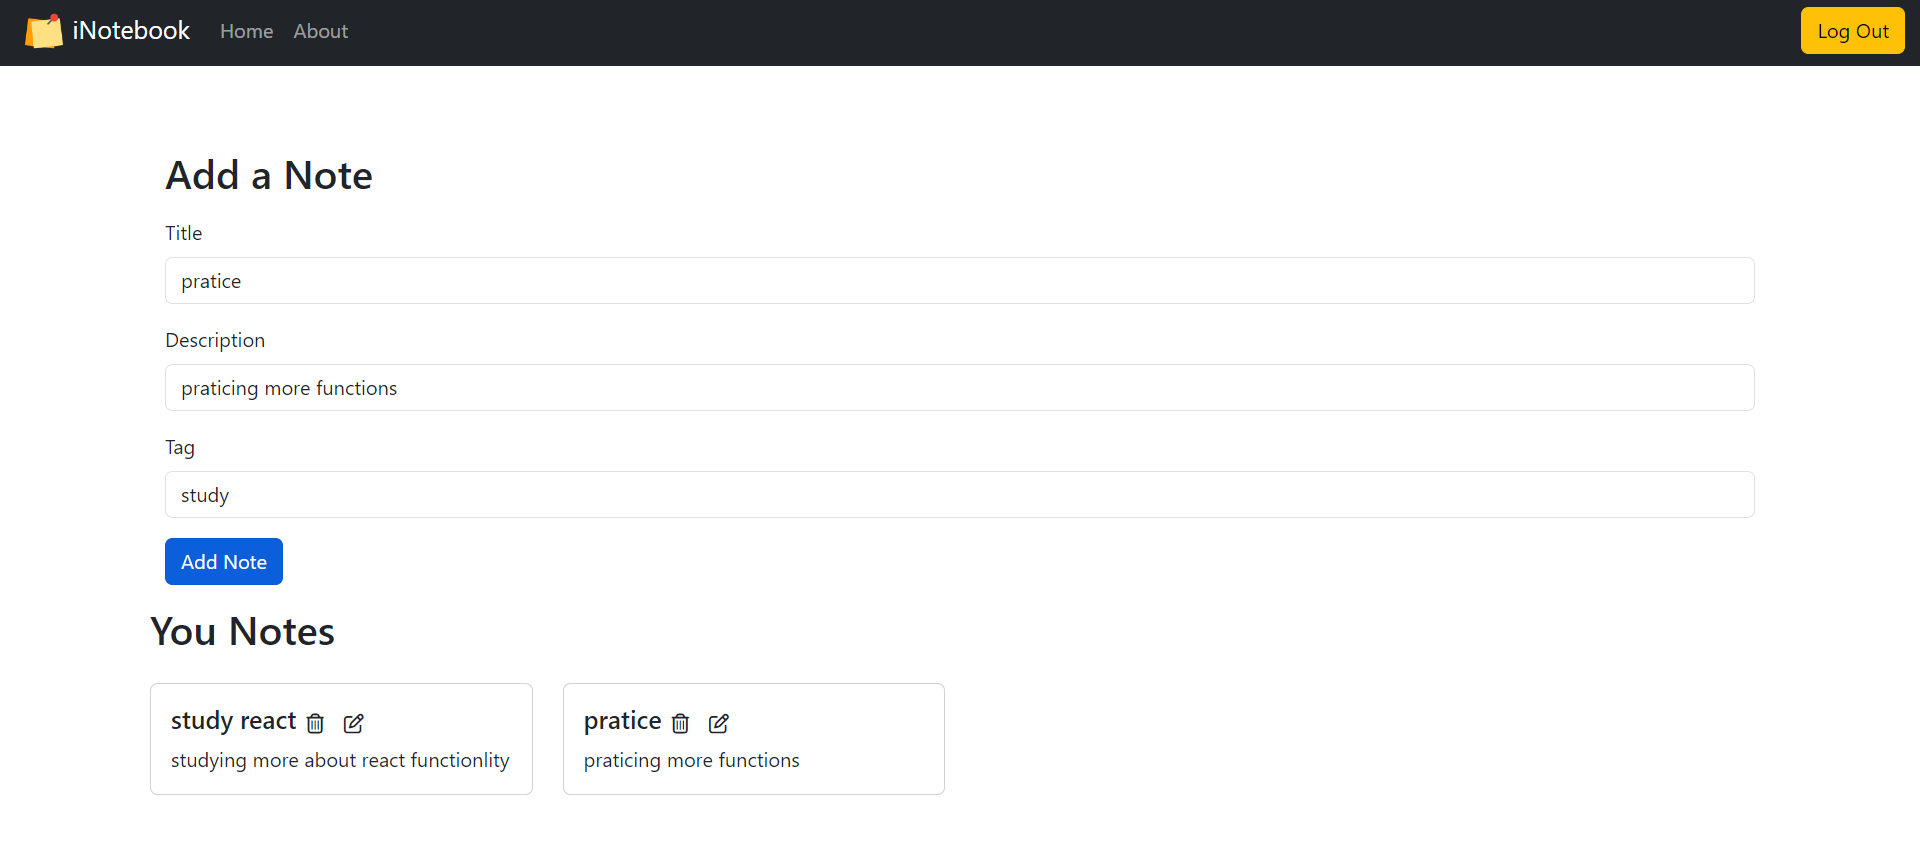 iNotebook Home About Log Out
Add a Note
Title
pratice
Description
praticing more functions
Tag
study
Add Note
You Notes
study react
studying more about react functionlity
pratice
praticing more functions